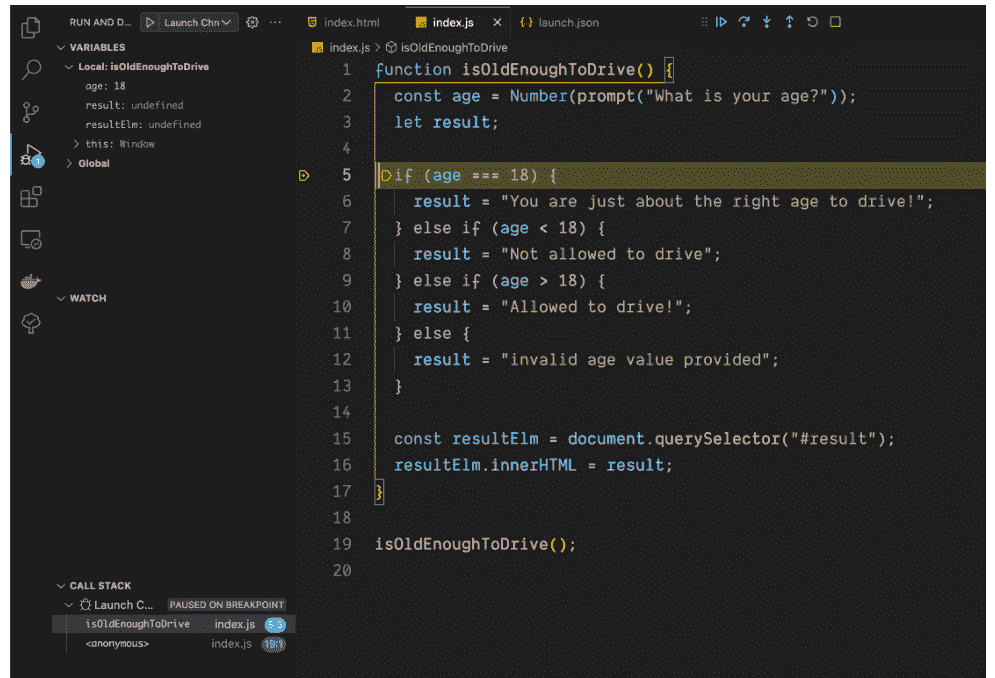 RUN AND D... Launch Chr
VARIABLES
Local: isOldEnoughToDrive
age: 18
result: undefined
resultElm: undefined
this: Window
Global
1
WATCH
CALL STACK
Launch C... PAUSED ON BREAKPOINT
isOldEnoughToDrive index.js 5:3
<anonymous> index.js 19:1
index.html index.js launch.json
index.js > isOldEnoughToDrive
1 function isOldEnoughToDrive() {
2 const age = Number(prompt("What is your age?"));
3 let result;
4
5 if (age === 18) {
6 result = "You are just about the right age to drive!";
7 } else if (age < 18) {
8 result = "Not allowed to drive";
9 } else if (age > 18) {
10 result = "Allowed to drive!";
11 } else {
12 result = "invalid age value provided";
13 }
14
15 const resultElm = document.querySelector("#result");
16 resultElm.innerHTML = result;
17 }
18
19 isOldEnoughToDrive();
20